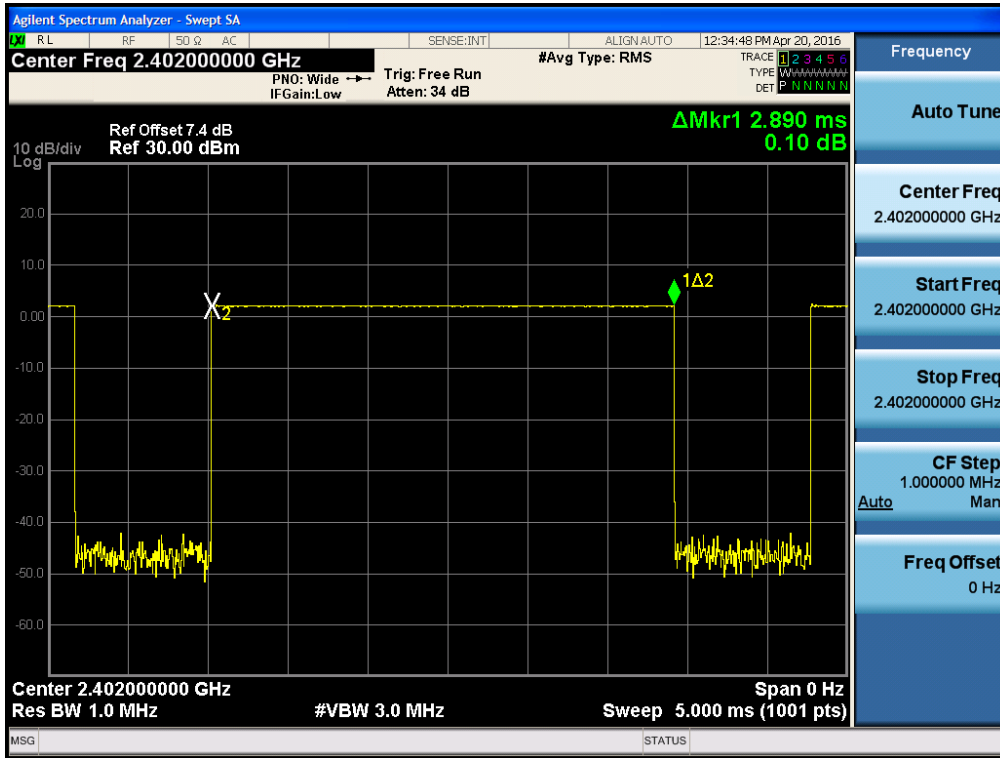 Agilent Spectrum Analyzer - Swept SA
LXI RL RF 50 Ω AC SENSE:INT ALIGN AUTO 12:34:48 PM Apr 20, 2016
Center Freq 2.402000000 GHz
PNO: Wide
IFGain:Low
Trig: Free Run
Atten: 34 dB
#Avg Type: RMS
TRACE 1 2 3 4 5 6
TYPE W
DET P N N N N N
ΔMkr1 2.890 ms
0.10 dB
Ref Offset 7.4 dB
10 dB/div Ref 30.00 dBm
Log
20.0
10.0
0.00
-10.0
-20.0
-30.0
-40.0
-50.0
-60.0
X2
1Δ2
Center 2.402000000 GHz Span 0 Hz
Res BW 1.0 MHz #VBW 3.0 MHz Sweep 5.000 ms (1001 pts)
MSG STATUS
Frequency
Auto Tune
Center Freq
2.402000000 GHz
Start Freq
2.402000000 GHz
Stop Freq
2.402000000 GHz
CF Step
1.000000 MHz
Auto Man
Freq Offset
0 Hz